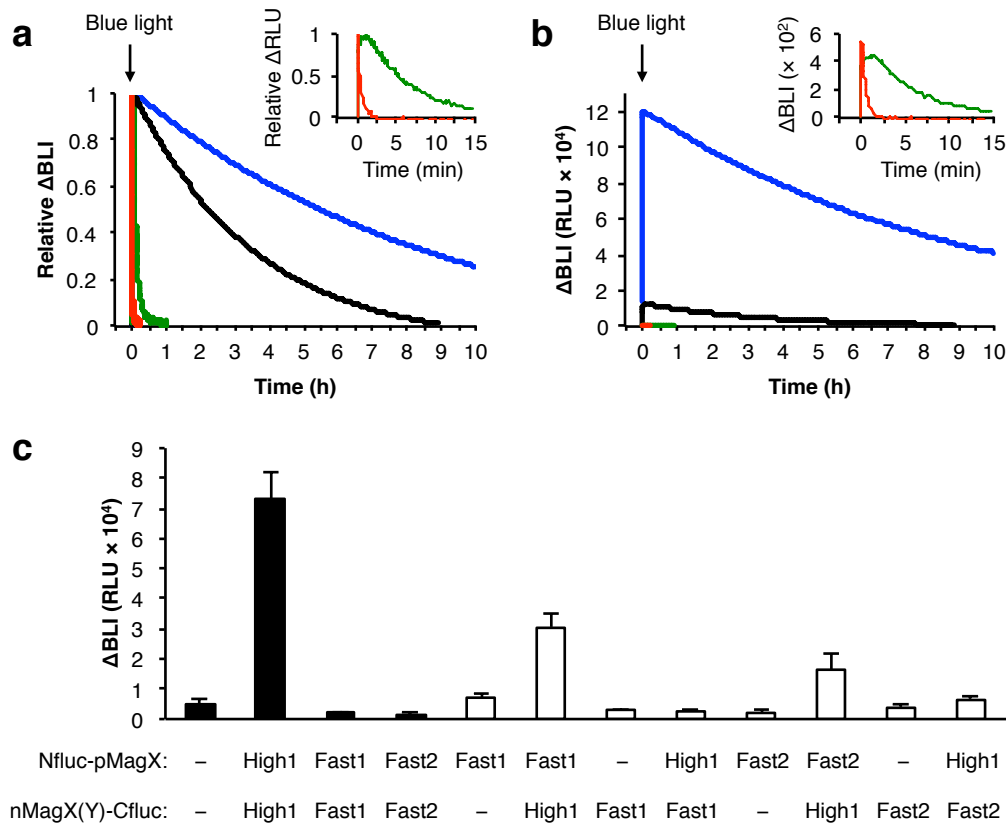 a
Blue light
Relative ΔBLI
1
0.8
0.6
0.4
0.2
0
0 1 2 3 4 5 6 7 8 9 10
Time (h)
Relative ΔRLU
1
0.5
0
0 5 10 15
Time (min)
b
Blue light
ΔBLI (RLU × 10⁴)
12
10
8
6
4
2
0
0 1 2 3 4 5 6 7 8 9 10
Time (h)
ΔBLI (× 10²)
6
4
2
0
0 5 10 15
Time (min)
c
ΔBLI (RLU × 10⁴)
9
8
7
6
5
4
3
2
1
0
Nfluc-pMagX: – High1 Fast1 Fast2 Fast1 Fast1 – High1 Fast2 Fast2 – High1
nMagX(Y)-Cfluc: – High1 Fast1 Fast2 – High1 Fast1 Fast1 – High1 Fast2 Fast2